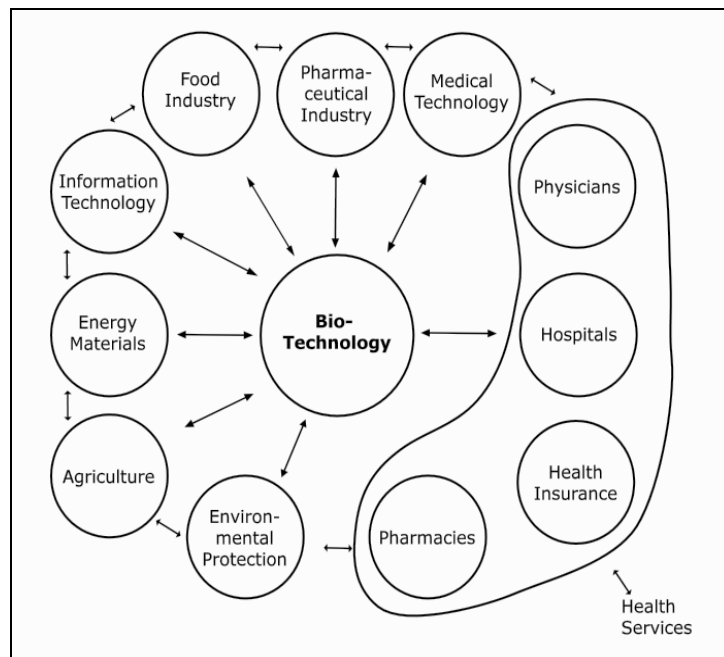 Food
Industry
Pharma-
ceutical
Industry
Medical
Technology
Information
Technology
Physicians
Energy
Materials
Bio-
Technology
Hospitals
Agriculture
Environ-
mental
Protection
Pharmacies
Health
Insurance
Health
Services